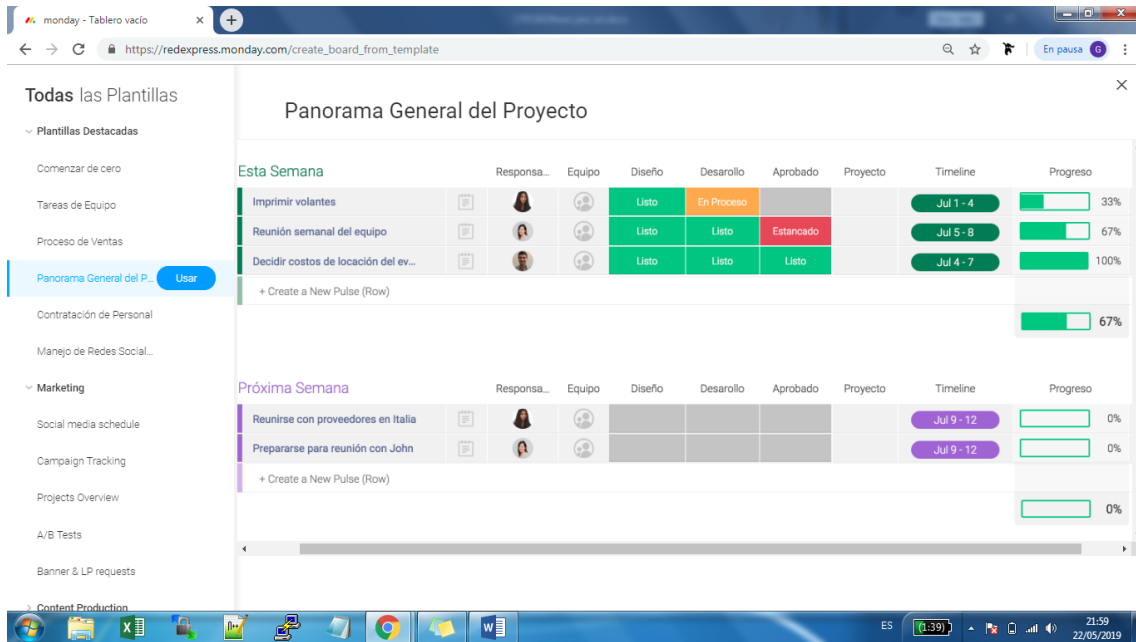 monday - Tablero vacío
https://redexpress.monday.com/create_board_from_template
En pausa G
Todas las Plantillas
Plantillas Destacadas
Comenzar de cero
Tareas de Equipo
Proceso de Ventas
Panorama General del P... Usar
Contratación de Personal
Manejo de Redes Social...
Marketing
Social media schedule
Campaign Tracking
Projects Overview
A/B Tests
Banner & LP requests
Content Production
Panorama General del Proyecto
Esta Semana Responsa... Equipo Diseño Desarollo Aprobado Proyecto Timeline Progreso
Imprimir volantes Listo En Proceso Jul 1 - 4 33%
Reunión semanal del equipo Listo Listo Estancado Jul 5 - 8 67%
Decidir costos de locación del ev... Listo Listo Listo Jul 4 - 7 100%
+ Create a New Pulse (Row)
67%
Próxima Semana Responsa... Equipo Diseño Desarollo Aprobado Proyecto Timeline Progreso
Reunirse con proveedores en Italia Jul 9 - 12 0%
Prepararse para reunión con John Jul 9 - 12 0%
+ Create a New Pulse (Row)
0%
ES (1:39) 21:59
22/05/2019